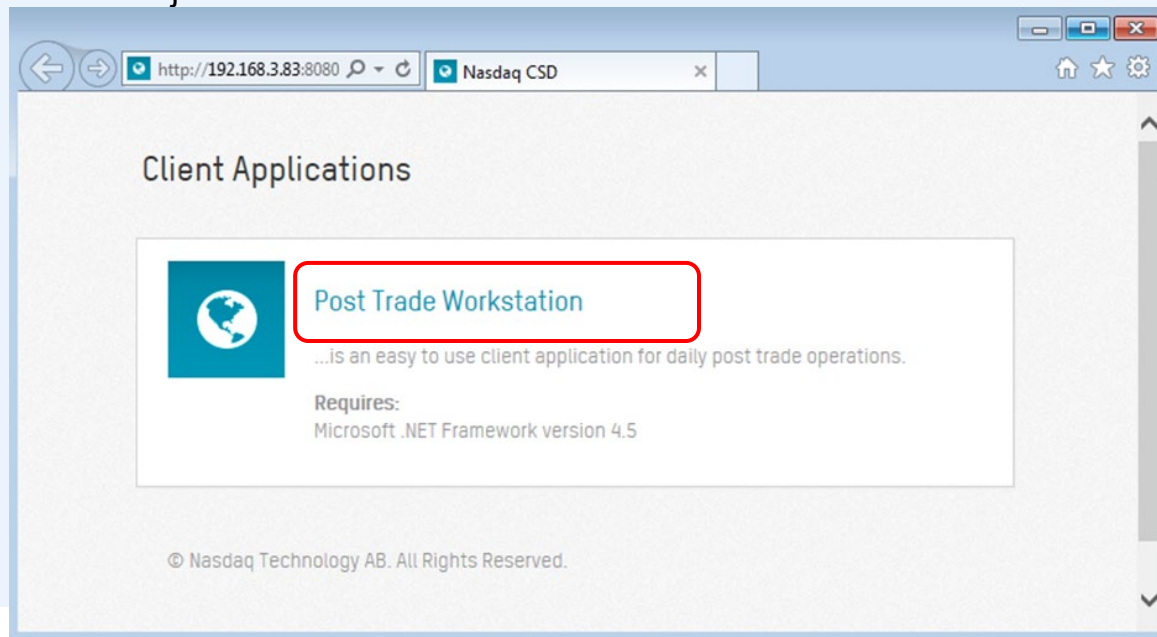 http://192.168.3.83:8080
Nasdaq CSD
Client Applications
Post Trade Workstation
...is an easy to use client application for daily post trade operations.
Requires:
Microsoft .NET Framework version 4.5
© Nasdaq Technology AB. All Rights Reserved.